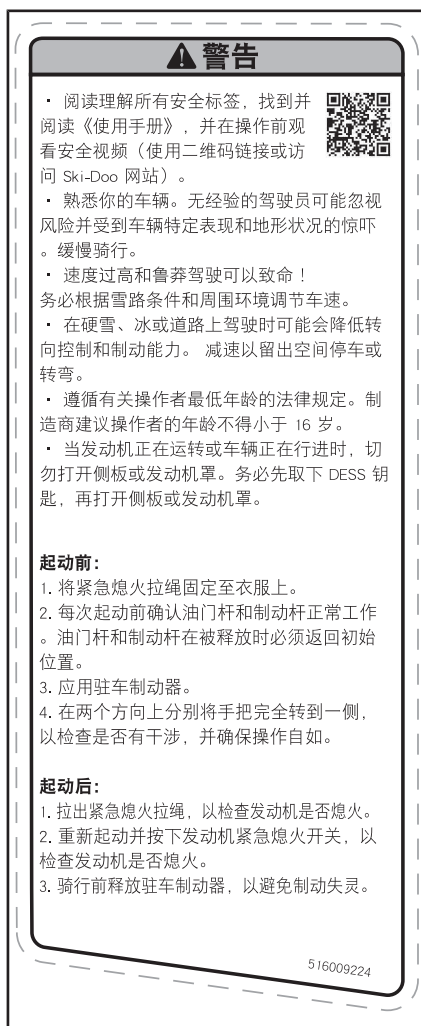 警告
· 阅读理解所有安全标签，找到并
阅读《使用手册》，并在操作前观
看安全视频（使用二维码链接或访
问 Ski-Doo 网站）。
· 熟悉你的车辆。无经验的驾驶员可能忽视
风险并受到车辆特定表现和地形状况的惊吓
。缓慢骑行。
· 速度过高和鲁莽驾驶可以致命！
务必根据雪路条件和周围环境调节车速。
· 在硬雪、冰或道路上驾驶时可能会降低转
向控制和制动能力。 减速以留出空间停车或
转弯。
· 遵循有关操作者最低年龄的法律规定。制
造商建议操作者的年龄不得小于 16 岁。
· 当发动机正在运转或车辆正在行进时，切
勿打开侧板或发动机罩。务必先取下 DESS 钥
匙，再打开侧板或发动机罩。
起动前：
1. 将紧急熄火拉绳固定至衣服上。
2. 每次起动前确认油门杆和制动杆正常工作
。油门杆和制动杆在被释放时必须返回初始
位置。
3. 应用驻车制动器。
4. 在两个方向上分别将手把完全转到一侧，
以检查是否有干涉，并确保操作自如。
起动后：
1. 拉出紧急熄火拉绳，以检查发动机是否熄火。
2. 重新起动并按下发动机紧急熄火开关，以
检查发动机是否熄火。
3. 骑行前释放驻车制动器，以避免制动失灵。
516009224